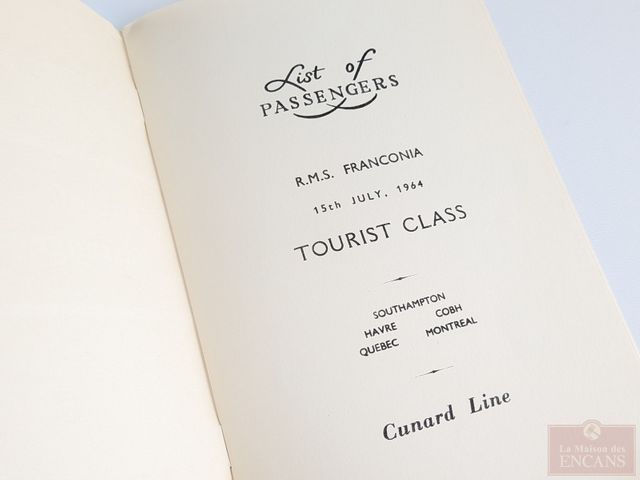 List of
PASSENGERS
R.M.S. FRANCONIA
15th JULY, 1964
TOURIST CLASS
SOUTHAMPTON
HAVRE COBH
QUEBEC MONTREAL
Cunard Line
La Maison des
ENCANS